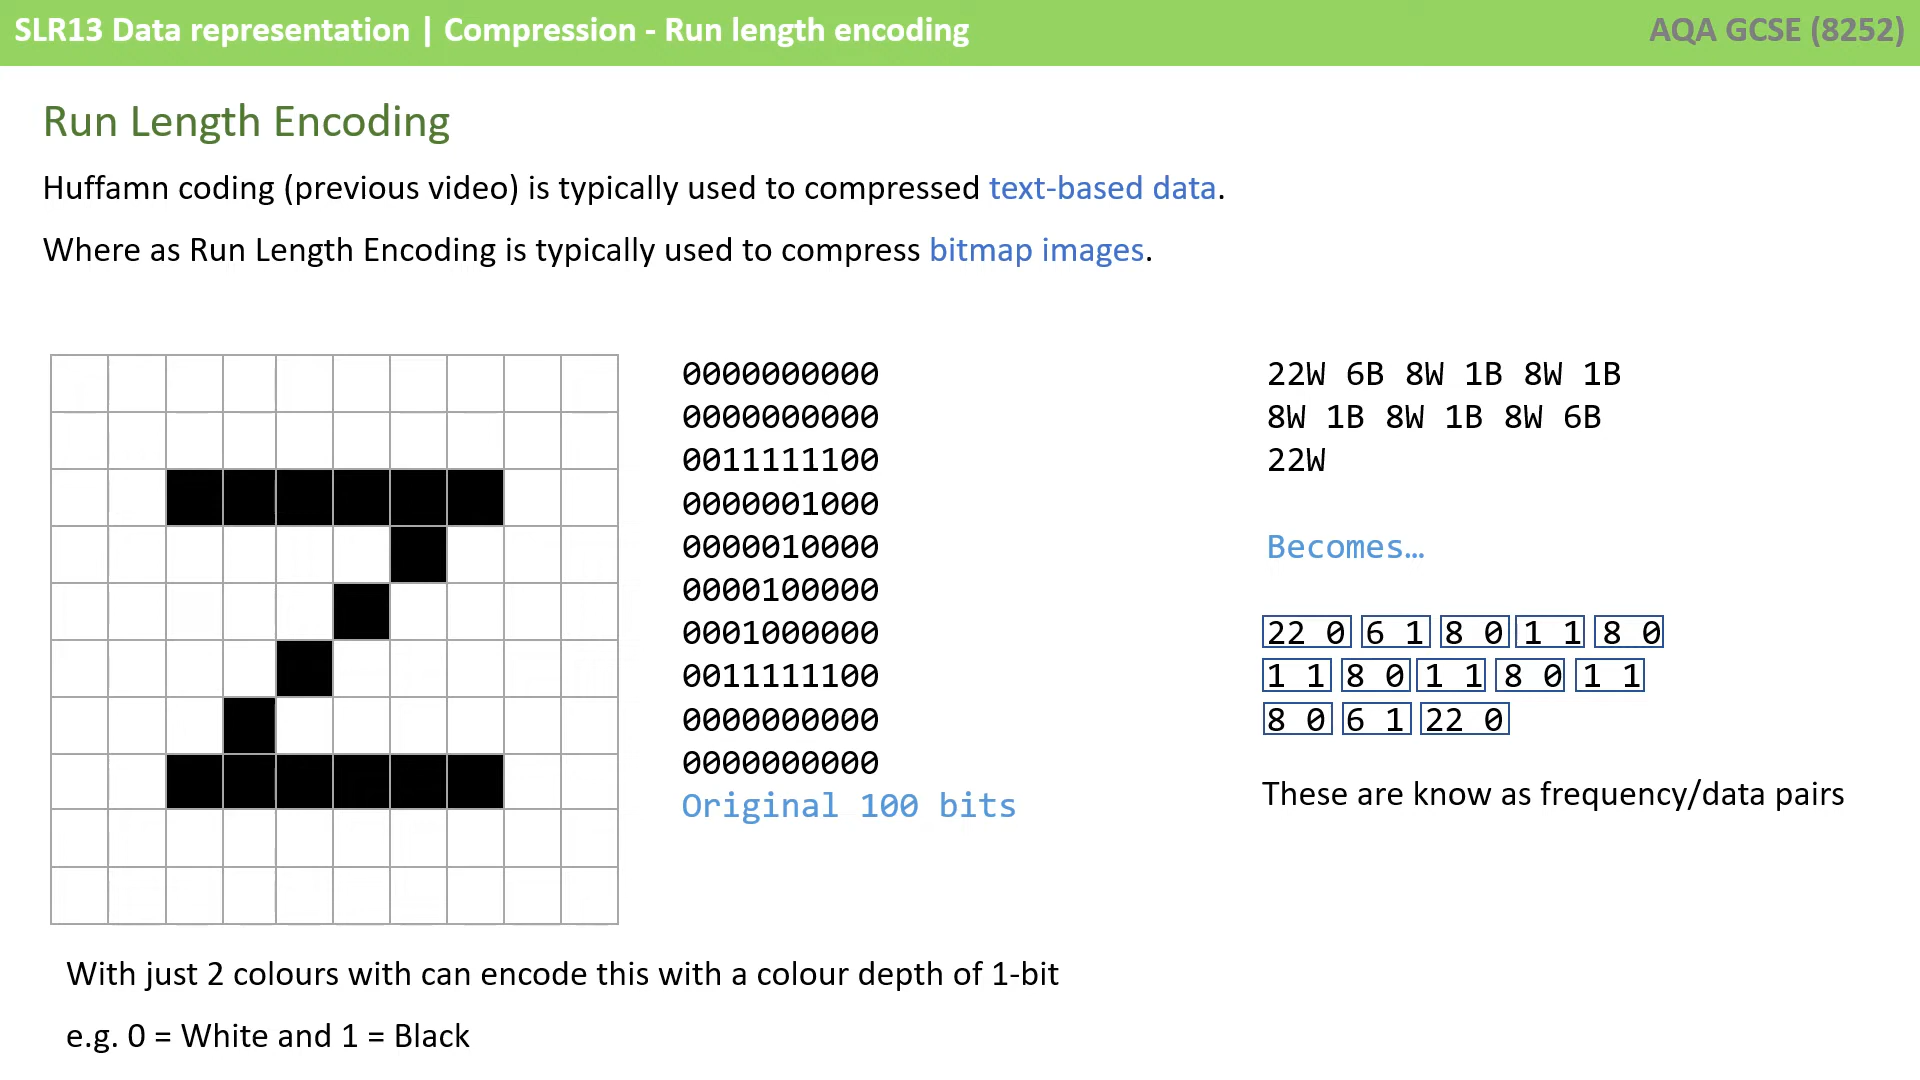 SLR13 Data representation | Compression - Run length encoding
AQA GCSE (8252)
Run Length Encoding
Huffamn coding (previous video) is typically used to compressed text-based data.
Where as Run Length Encoding is typically used to compress bitmap images.
0000000000
0000000000
0011111100
0000001000
0000010000
0000100000
0001000000
0011111100
0000000000
0000000000
Original 100 bits
22W 6B 8W 1B 8W 1B
8W 1B 8W 1B 8W 6B
22W
Becomes…
22 0 6 1 8 0 1 1 8 0
1 1 8 0 1 1 8 0 1 1
8 0 6 1 22 0
These are know as frequency/data pairs
With just 2 colours with can encode this with a colour depth of 1-bit
e.g. 0 = White and 1 = Black